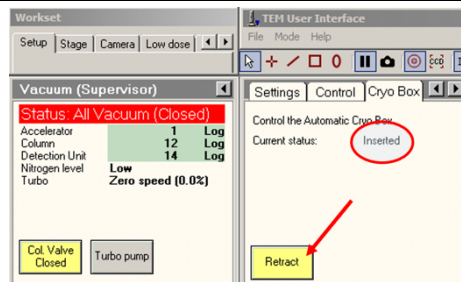 Workset
Setup Stage Camera Low dose
Vacuum (Supervisor)
Status: All Vacuum (Closed)
Accelerator 1 Log
Column 12 Log
Detection Unit 14 Log
Nitrogen level Low
Turbo Zero speed (0.0%)
Col. Valve
Closed
Turbo pump
TEM User Interface
File Mode Help
CCD
Settings Control Cryo Box
Control the Automatic Cryo Box
Current status: Inserted
Retract